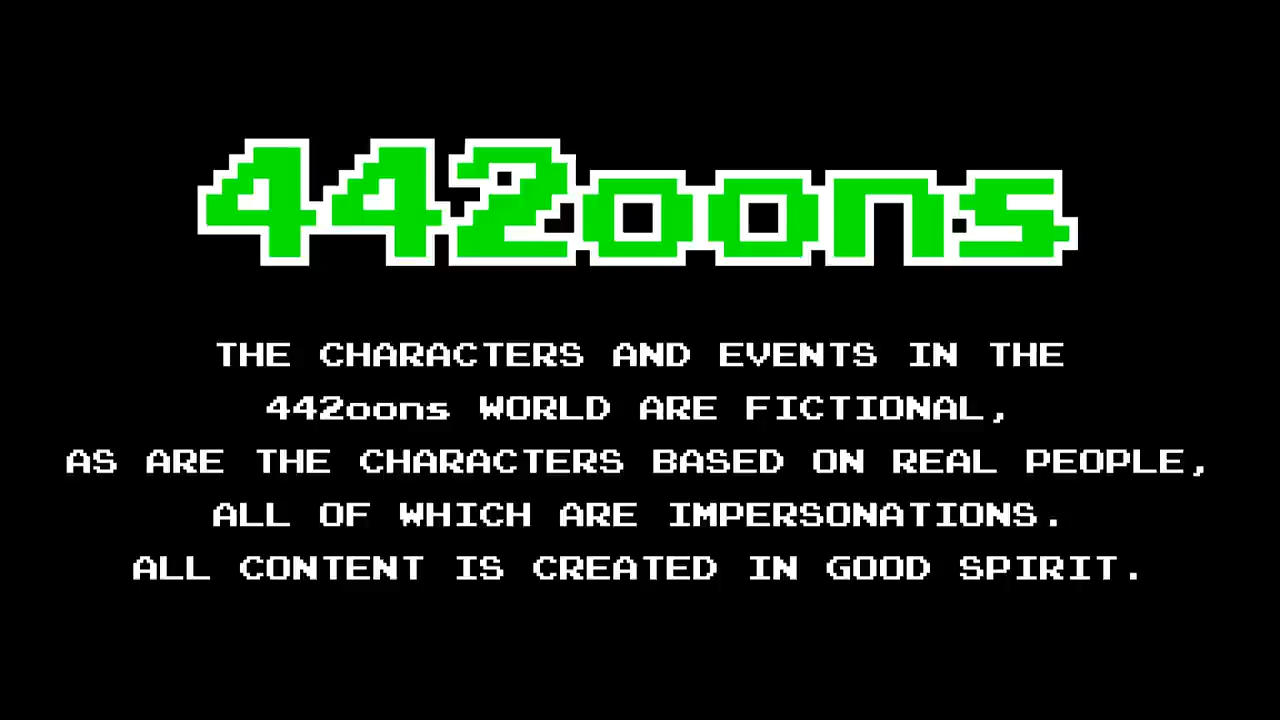 442oons
THE CHARACTERS AND EVENTS IN THE
442oons WORLD ARE FICTIONAL,
AS ARE THE CHARACTERS BASED ON REAL PEOPLE,
ALL OF WHICH ARE IMPERSONATIONS.
ALL CONTENT IS CREATED IN GOOD SPIRIT.